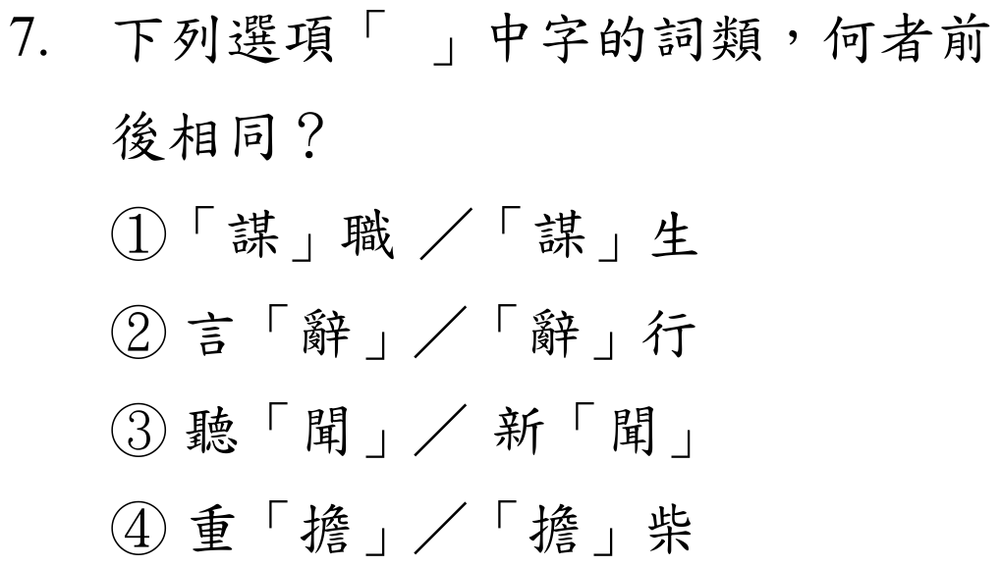 7. 下列選項「　」中字的詞類，何者前
後相同？
①「謀」職 ／「謀」生
② 言「辭」／「辭」行
③ 聽「聞」／ 新「聞」
④ 重「擔」／「擔」柴